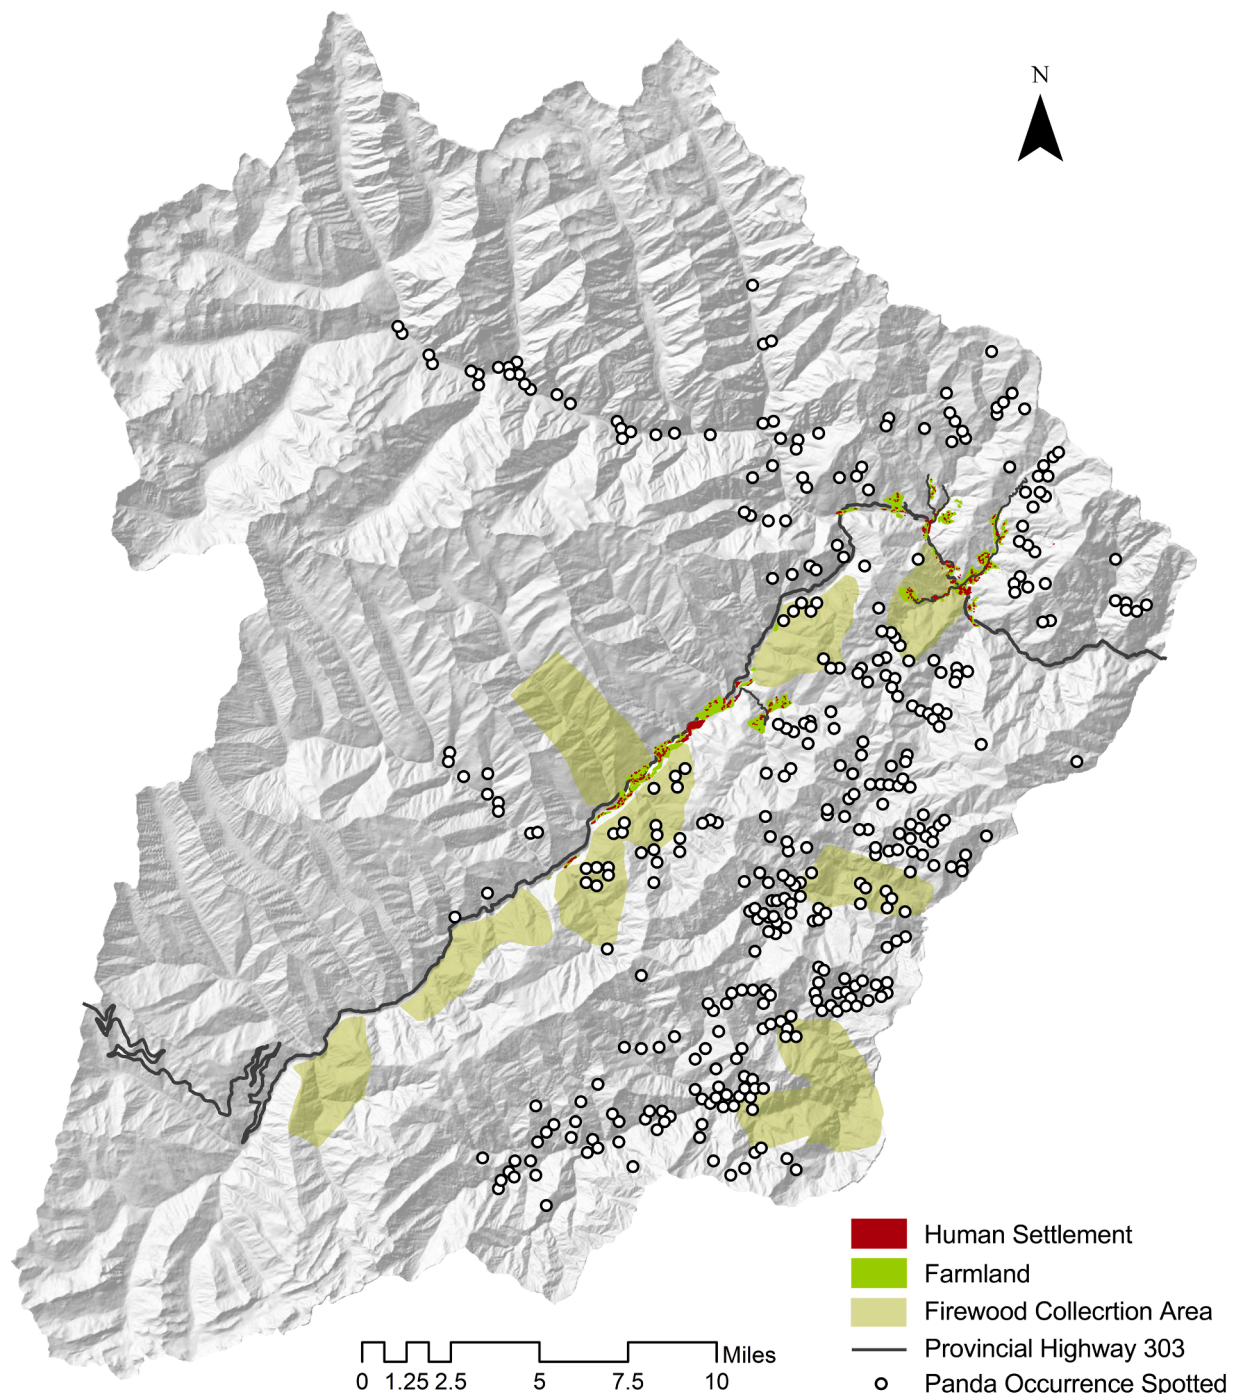 N
Human Settlement
Farmland
Firewood Collecrtion Area
Provincial Highway 303
Panda Occurrence Spotted
Miles
0 1.25 2.5 5 7.5 10